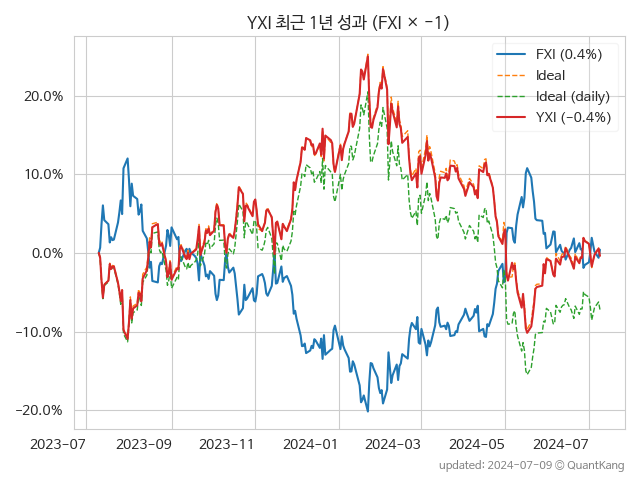 YXI 최근 1년 성과 (FXI × −1)
FXI (0.4%)
Ideal
Ideal (daily)
YXI (−0.4%)
20.0%
10.0%
0.0%
−10.0%
−20.0%
2023-07
2023-09
2023-11
2024-01
2024-03
2024-05
2024-07
updated: 2024-07-09 ⓒ QuantKang